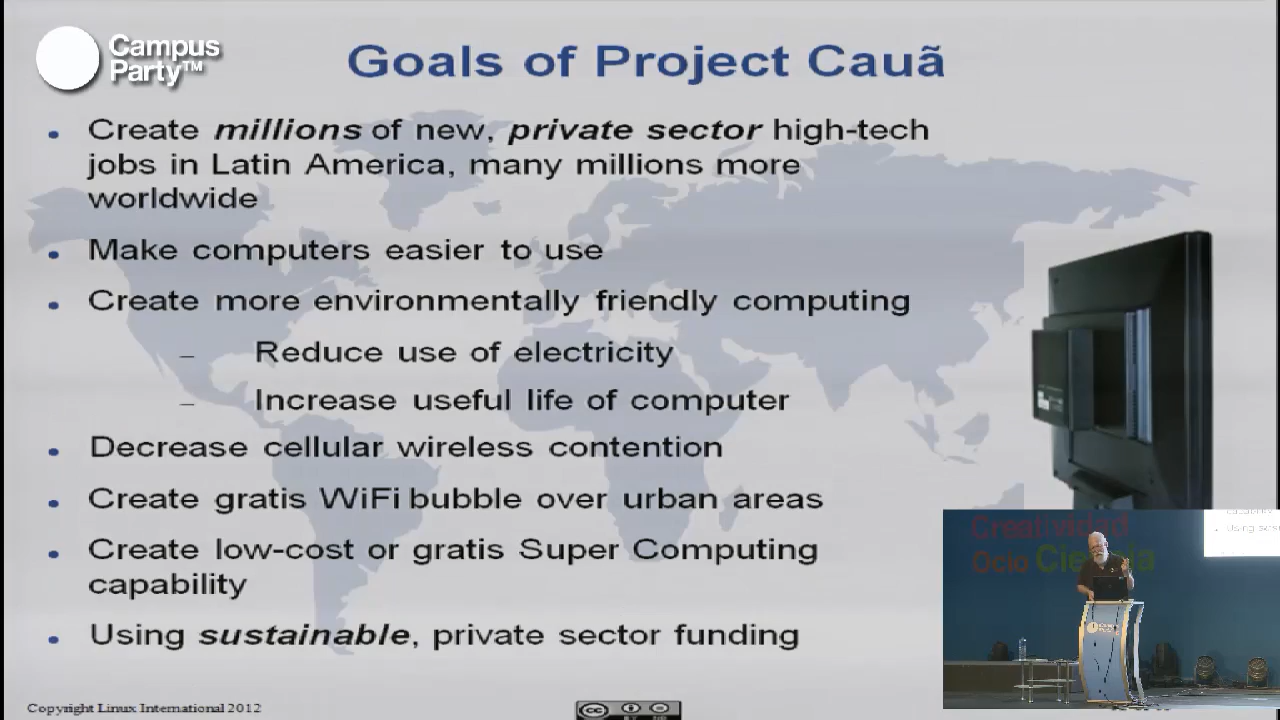 Campus
Party™
Goals of Project Cauã
• Create millions of new, private sector high-tech
jobs in Latin America, many millions more
worldwide
• Make computers easier to use
• Create more environmentally friendly computing
– Reduce use of electricity
– Increase useful life of computer
• Decrease cellular wireless contention
• Create gratis WiFi bubble over urban areas
• Create low-cost or gratis Super Computing
capability
• Using sustainable, private sector funding
Creatividad
Ocio Ciencia
Copyright Linux International 2012
cc